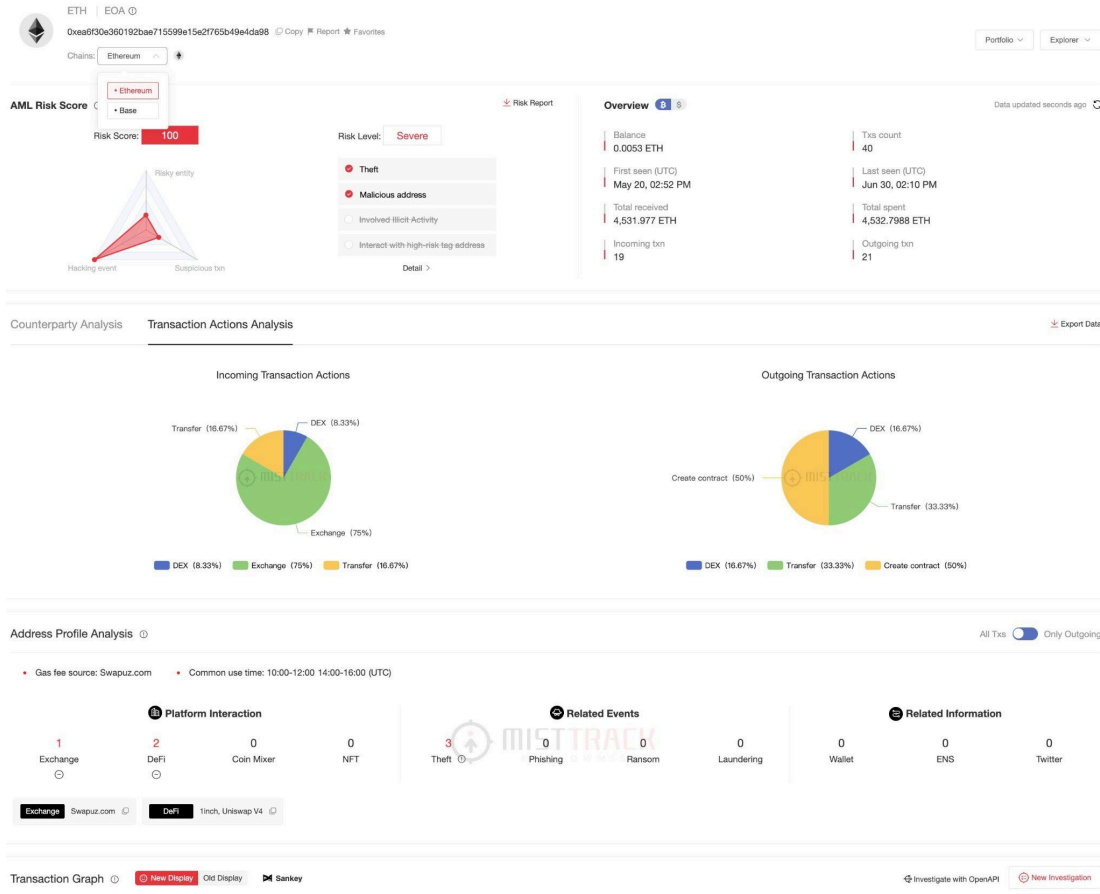 ETH | EOA
0xea6f30e360192bae715599e15e2f765b49e4da98 Copy Report Favorites
Chains: Ethereum
Portfolio Explorer
• Ethereum
• Base
AML Risk Score
Risk Report
Risk Score: 100
Risk Level: Severe
Risky entity
Hacking event
Suspicious txn
Theft
Malicious address
Involved Illicit Activity
Interact with high-risk tag address
Detail >
Overview ₿ $
Data updated seconds ago
Balance
0.0053 ETH
Txs count
40
First seen (UTC)
May 20, 02:52 PM
Last seen (UTC)
Jun 30, 02:10 PM
Total received
4,531.977 ETH
Total spent
4,532.7988 ETH
Incoming txn
19
Outgoing txn
21
Counterparty Analysis Transaction Actions Analysis
Export Data
Incoming Transaction Actions
Transfer (16.67%)
DEX (8.33%)
MISTTRACK
Exchange (75%)
DEX (8.33%) Exchange (75%) Transfer (16.67%)
Outgoing Transaction Actions
DEX (16.67%)
Create contract (50%)
MISTTRACK
Transfer (33.33%)
DEX (16.67%) Transfer (33.33%) Create contract (50%)
Address Profile Analysis
All Txs Only Outgoing
• Gas fee source: Swapuz.com • Common use time: 10:00-12:00 14:00-16:00 (UTC)
Platform Interaction
1 2 0 0
Exchange DeFi Coin Mixer NFT
Related Events
3 0 0 0
Theft Phishing Ransom Laundering
MISTTRACK
Related Information
0 0 0
Wallet ENS Twitter
Exchange Swapuz.com
DeFi 1inch, Uniswap V4
Transaction Graph New Display Old Display Sankey
Investigate with OpenAPI New Investigation